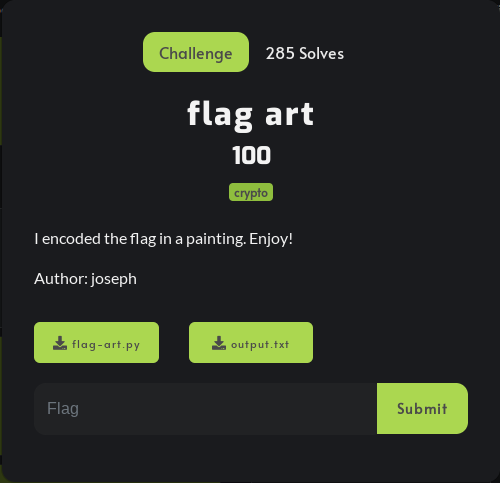 Challenge 285 Solves
flag art
100
crypto
I encoded the flag in a painting. Enjoy!
Author: joseph
flag-art.py output.txt
Flag Submit